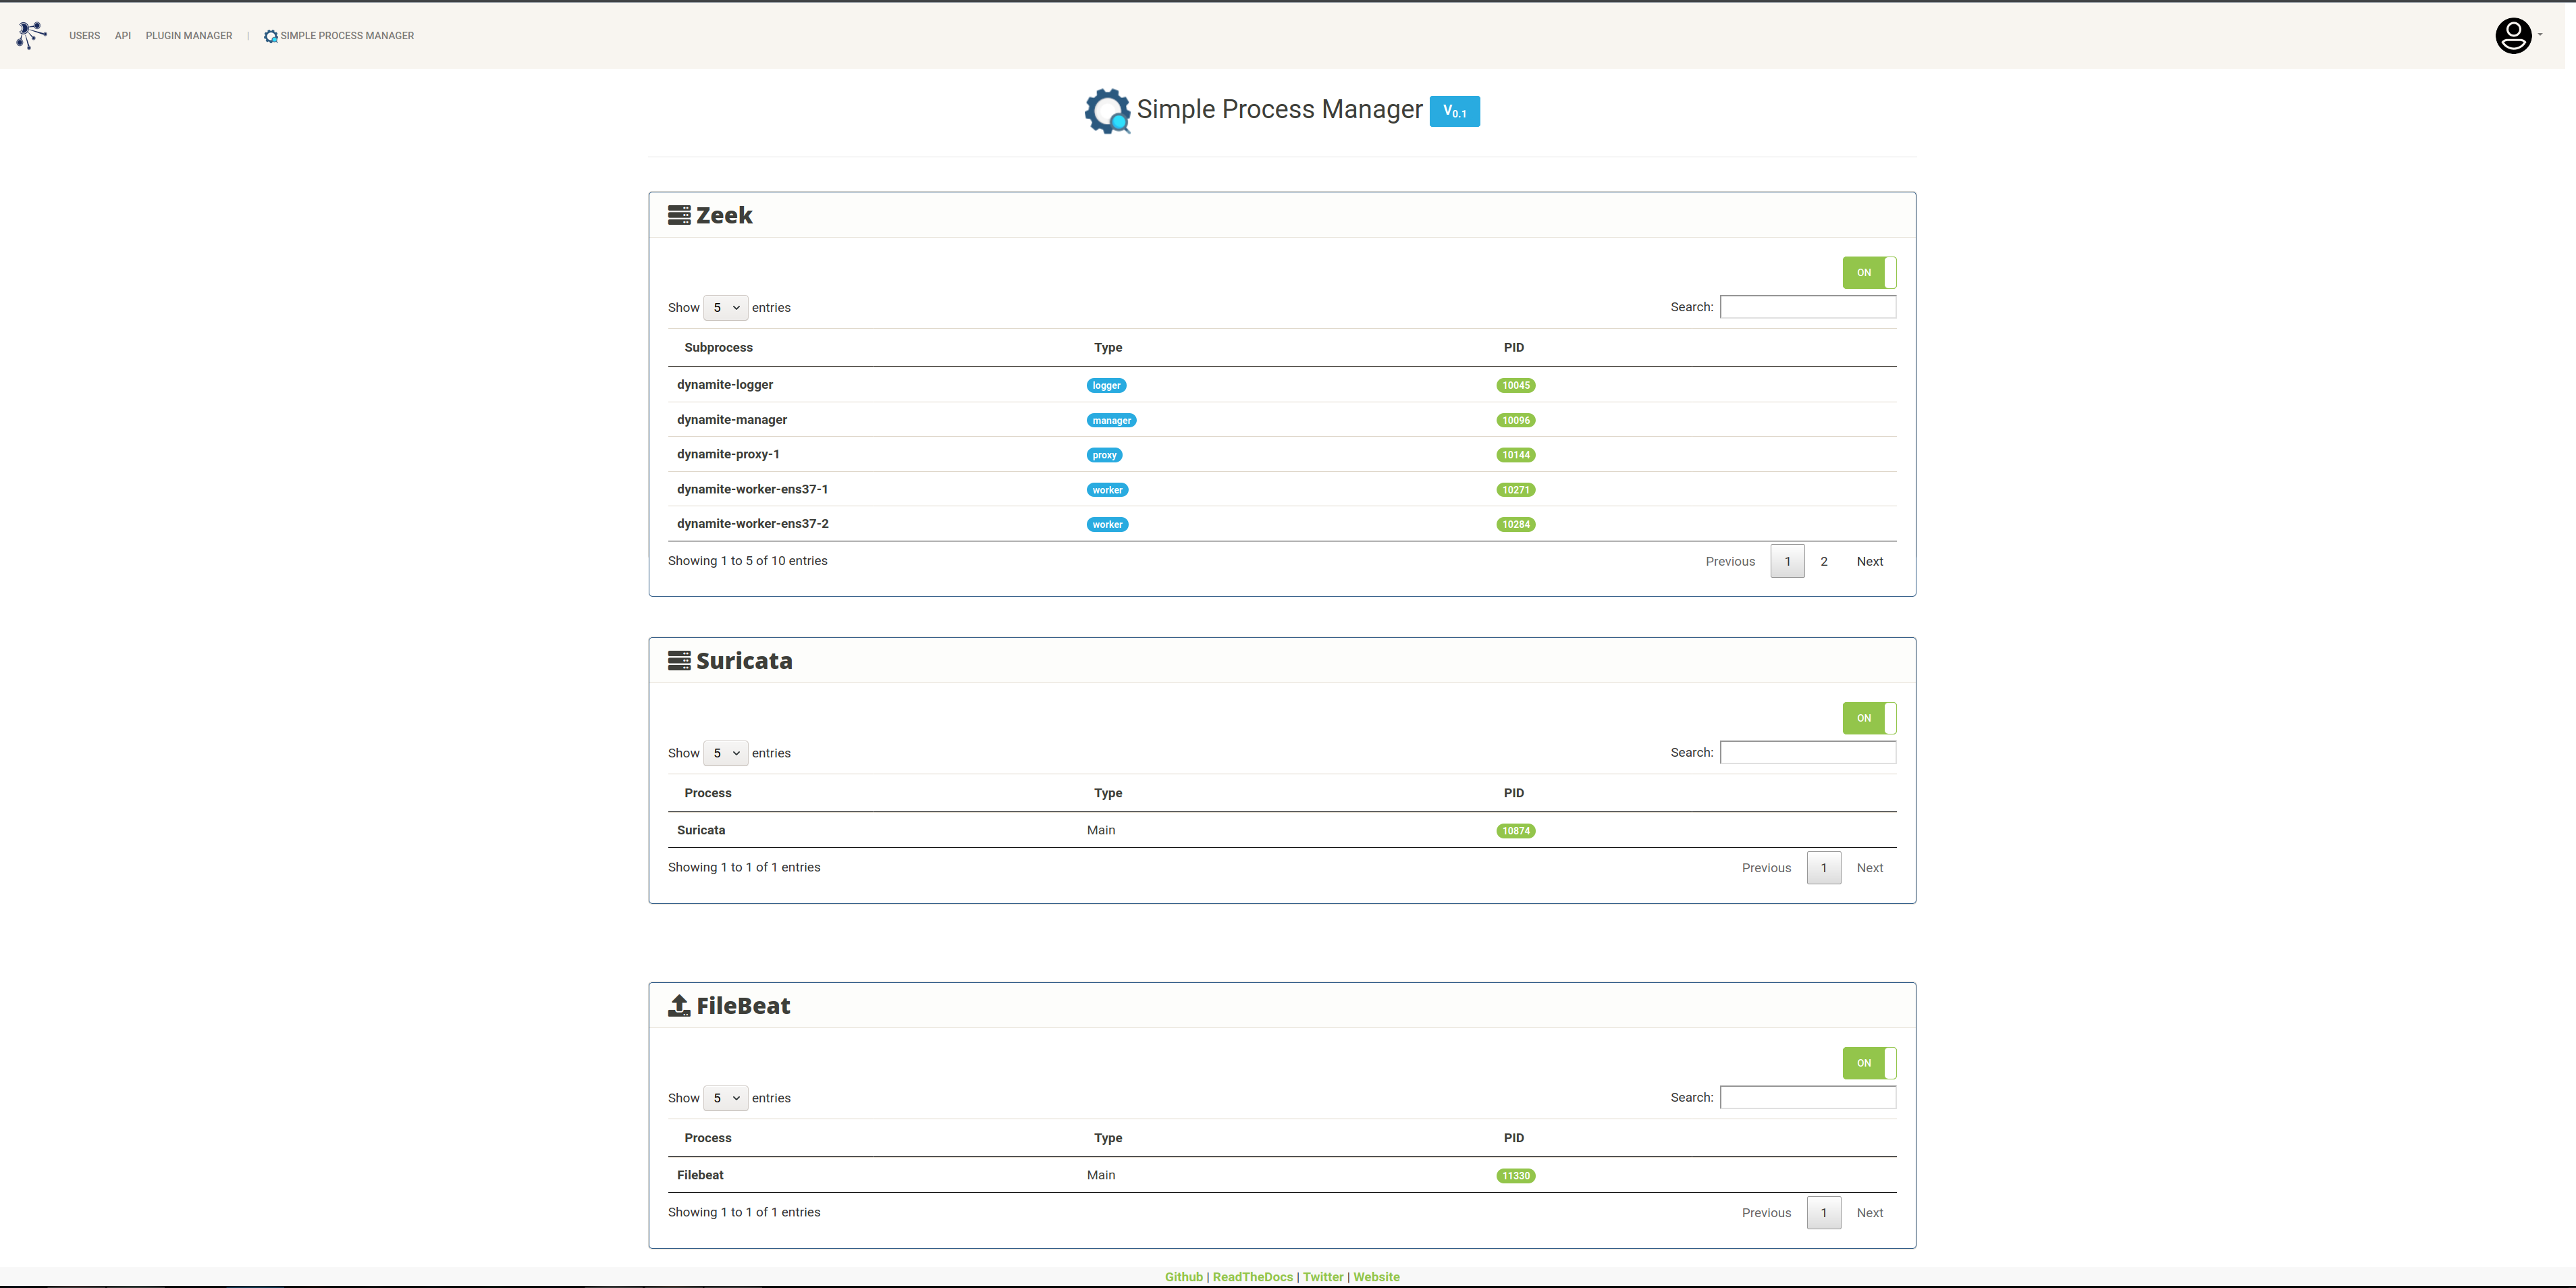 USERS API PLUGIN MANAGER | SIMPLE PROCESS MANAGER
Simple Process Manager V0.1
Zeek
ON
Show 5 entries Search:
Subprocess Type PID
dynamite-logger logger 10045
dynamite-manager manager 10096
dynamite-proxy-1 proxy 10144
dynamite-worker-ens37-1 worker 10271
dynamite-worker-ens37-2 worker 10284
Showing 1 to 5 of 10 entries Previous 1 2 Next
Suricata
ON
Show 5 entries Search:
Process Type PID
Suricata Main 10874
Showing 1 to 1 of 1 entries Previous 1 Next
FileBeat
ON
Show 5 entries Search:
Process Type PID
Filebeat Main 11330
Showing 1 to 1 of 1 entries Previous 1 Next
Github | ReadTheDocs | Twitter | Website